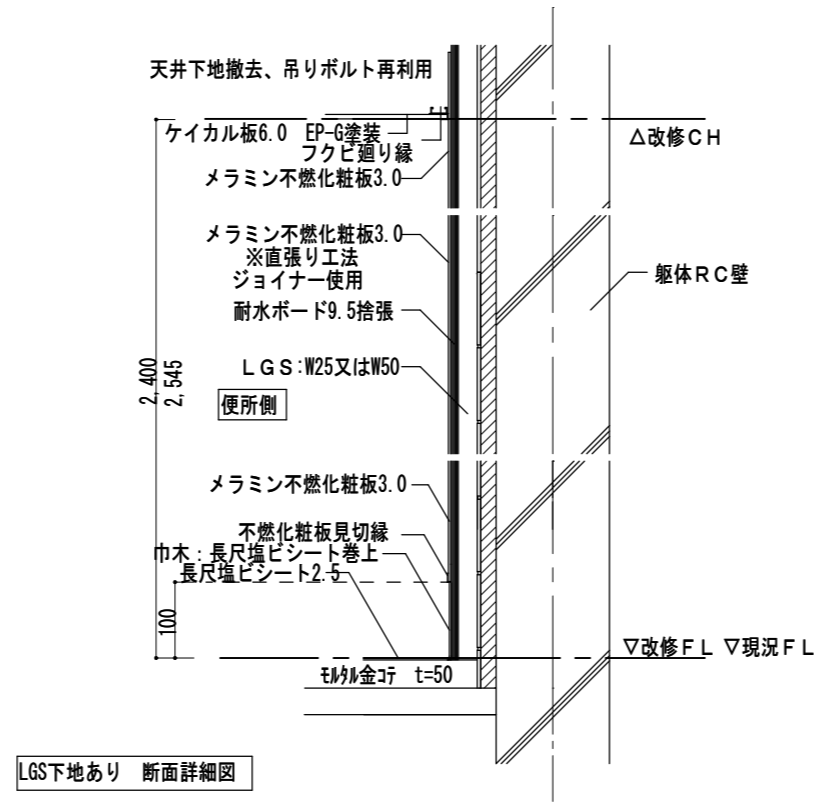 天井下地撤去、吊りボルト再利用
ケイカル板6.0 EP-G塗装
フクビ廻り縁
メラミン不燃化粧板3.0
△改修CH
メラミン不燃化粧板3.0
※直張り工法
ジョイナー使用
耐水ボード9.5捨張
躯体RC壁
LGS:W25又はW50
2,400
2,545
便所側
メラミン不燃化粧板3.0
不燃化粧板見切縁
巾木：長尺塩ビシート巻上
長尺塩ビシート2.5
100
▽改修FL ▽現況FL
モルタル金コテ t=50
LGS下地あり 断面詳細図